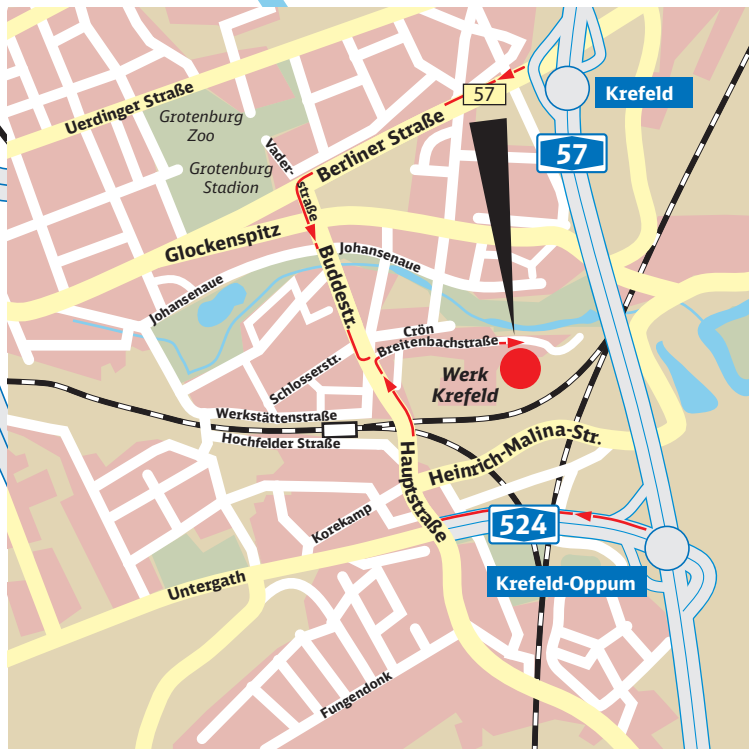 57
Krefeld
Uerdinger Straße
Grotenburg
Zoo
Berliner Straße
57
Vader-
straße
Grotenburg
Stadion
Glockenspitz
Johansenaue
Buddestr.
Johansenaue
Crön
Breitenbachstraße
Schlosserstr.
Werk
Krefeld
Werkstättenstraße
Hochfelder Straße
Heinrich-Malina-Str.
Hauptstraße
Korekamp
524
Krefeld-Oppum
Untergath
Fungendonk